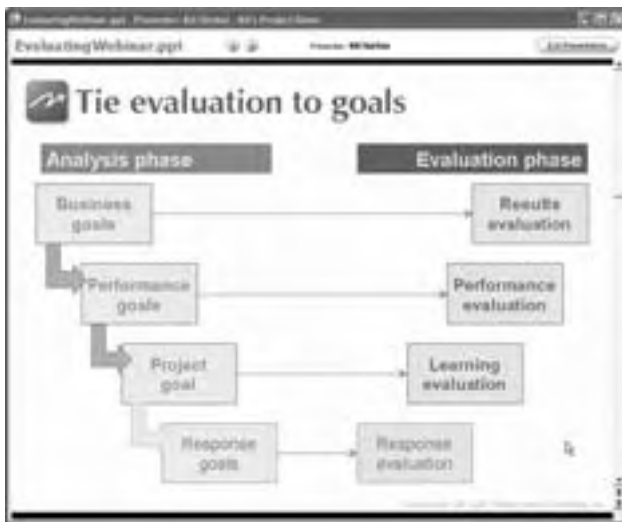 EvaluatingWebinar.ppt
Tie evaluation to goals
Analysis phase
Evaluation phase
Business
goals
Results
evaluation
Performance
goals
Performance
evaluation
Project
goal
Learning
evaluation
Response
goals
Response
evaluation